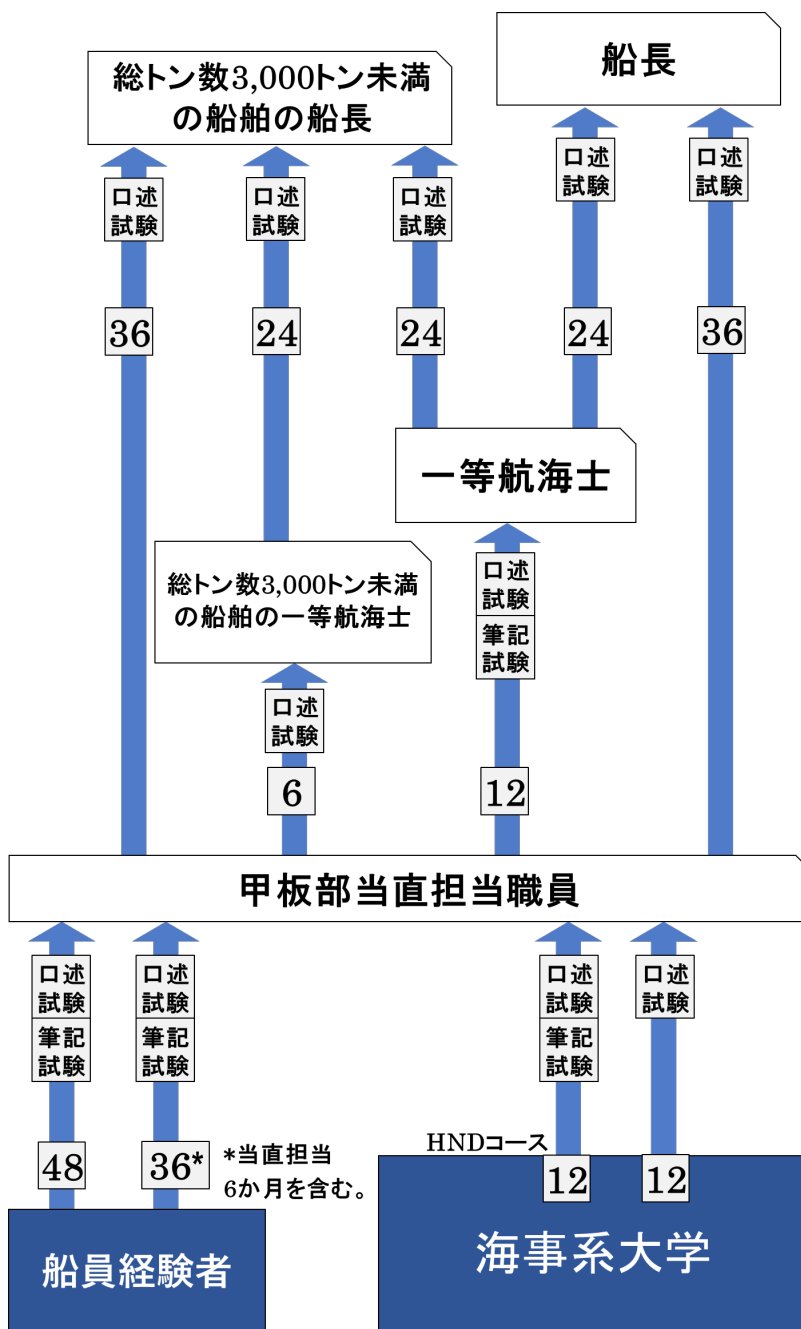 船長
総トン数3,000トン未満
の船舶の船長
口述
試験
口述
試験
口述
試験
口述
試験
口述
試験
36
24
24
24
36
一等航海士
総トン数3,000トン未満
の船舶の一等航海士
口述
試験
筆記
試験
口述
試験
6
12
甲板部当直担当職員
口述
試験
筆記
試験
口述
試験
筆記
試験
口述
試験
筆記
試験
口述
試験
48
36*
*当直担当
6か月を含む。
HNDコース
12
12
船員経験者
海事系大学